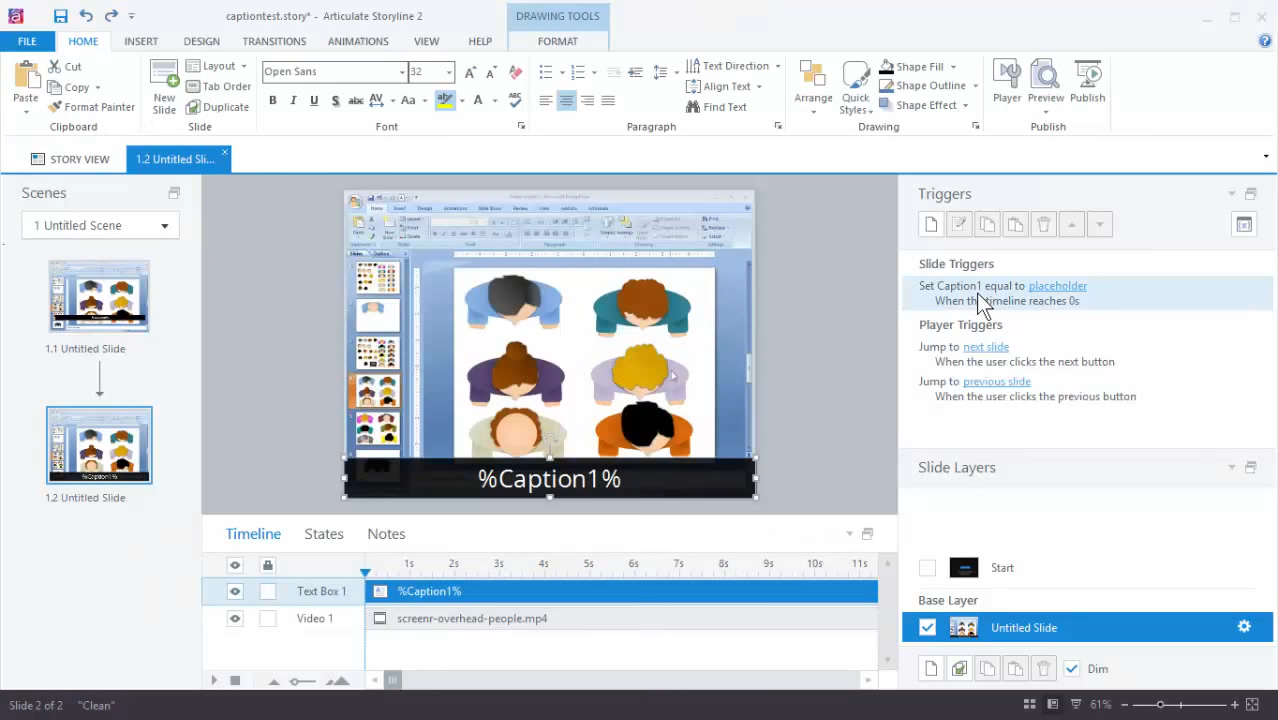 captiontest.story* - Articulate Storyline 2
DRAWING TOOLS
FILE
HOME
INSERT
DESIGN
TRANSITIONS
ANIMATIONS
VIEW
HELP
FORMAT
Paste
Cut
Copy
Format Painter
Clipboard
New
Slide
Layout
Tab Order
Duplicate
Slide
Open Sans
32
B I U S abc AV Aa A ABC
Font
Text Direction
Align Text
Find Text
Paragraph
Arrange
Quick
Styles
Shape Fill
Shape Outline
Shape Effect
Drawing
Player
Preview
Publish
Publish
STORY VIEW
1.2 Untitled Sli...
Scenes
1 Untitled Scene
1.1 Untitled Slide
%Caption1%
1.2 Untitled Slide
%Caption1%
Timeline
States
Notes
1s 2s 3s 4s 5s 6s 7s 8s 9s 10s 11s
Text Box 1
%Caption1%
Video 1
screenr-overhead-people.mp4
Triggers
Slide Triggers
Set Caption1 equal to placeholder
When the timeline reaches 0s
Player Triggers
Jump to next slide
When the user clicks the next button
Jump to previous slide
When the user clicks the previous button
Slide Layers
Start
Base Layer
Untitled Slide
Dim
Slide 2 of 2
"Clean"
61%